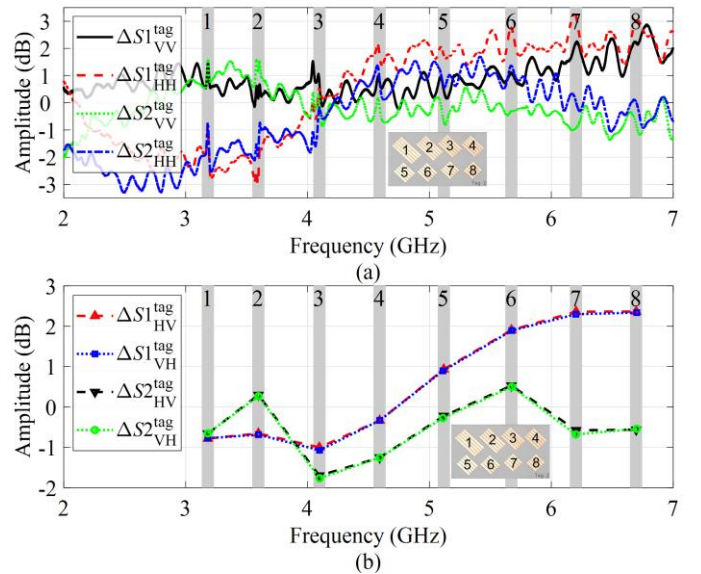 1 2 3 4 5 6 7 8
3
2
1
0
-1
-2
-3
Amplitude (dB)
ΔS1^tag_VV
ΔS1^tag_HH
ΔS2^tag_VV
ΔS2^tag_HH
1 2 3 4
5 6 7 8
2 3 4 5 6 7
Frequency (GHz)
(a)
1 2 3 4 5 6 7 8
3
2
1
0
-1
-2
Amplitude (dB)
ΔS1^tag_HV
ΔS1^tag_VH
ΔS2^tag_HV
ΔS2^tag_VH
1 2 3 4
5 6 7 8
2 3 4 5 6 7
Frequency (GHz)
(b)